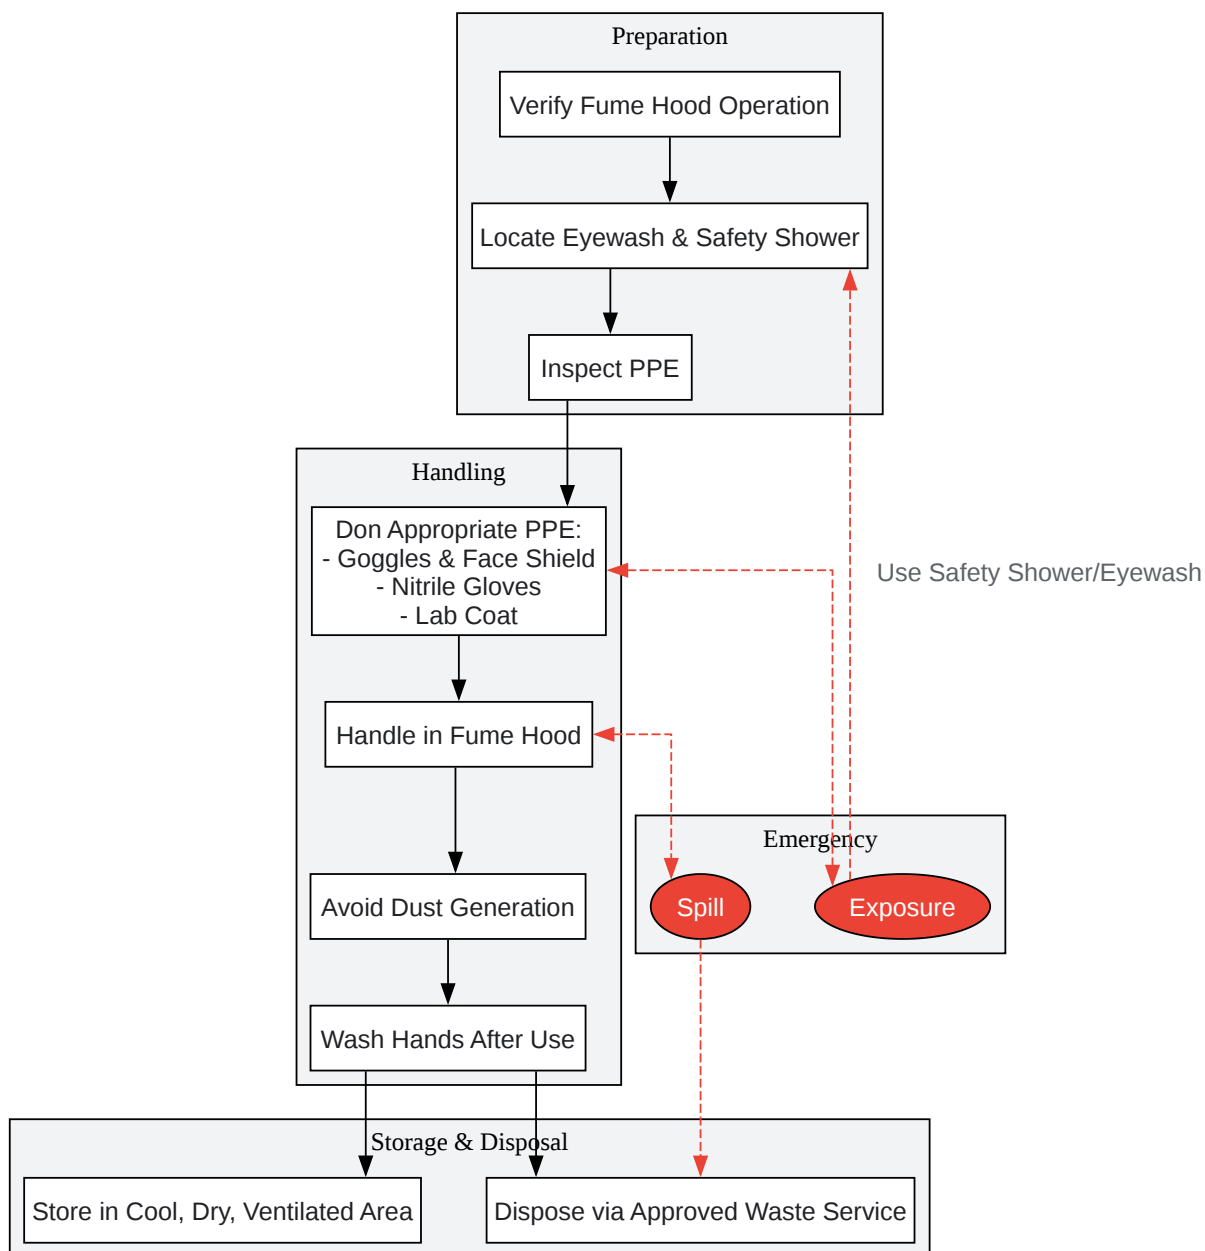 Preparation
Verify Fume Hood Operation
Locate Eyewash & Safety Shower
Inspect PPE
Handling
Don Appropriate PPE:
- Goggles & Face Shield
- Nitrile Gloves
- Lab Coat
Use Safety Shower/Eyewash
Handle in Fume Hood
Emergency
Spill
Exposure
Avoid Dust Generation
Wash Hands After Use
Storage & Disposal
Store in Cool, Dry, Ventilated Area
Dispose via Approved Waste Service